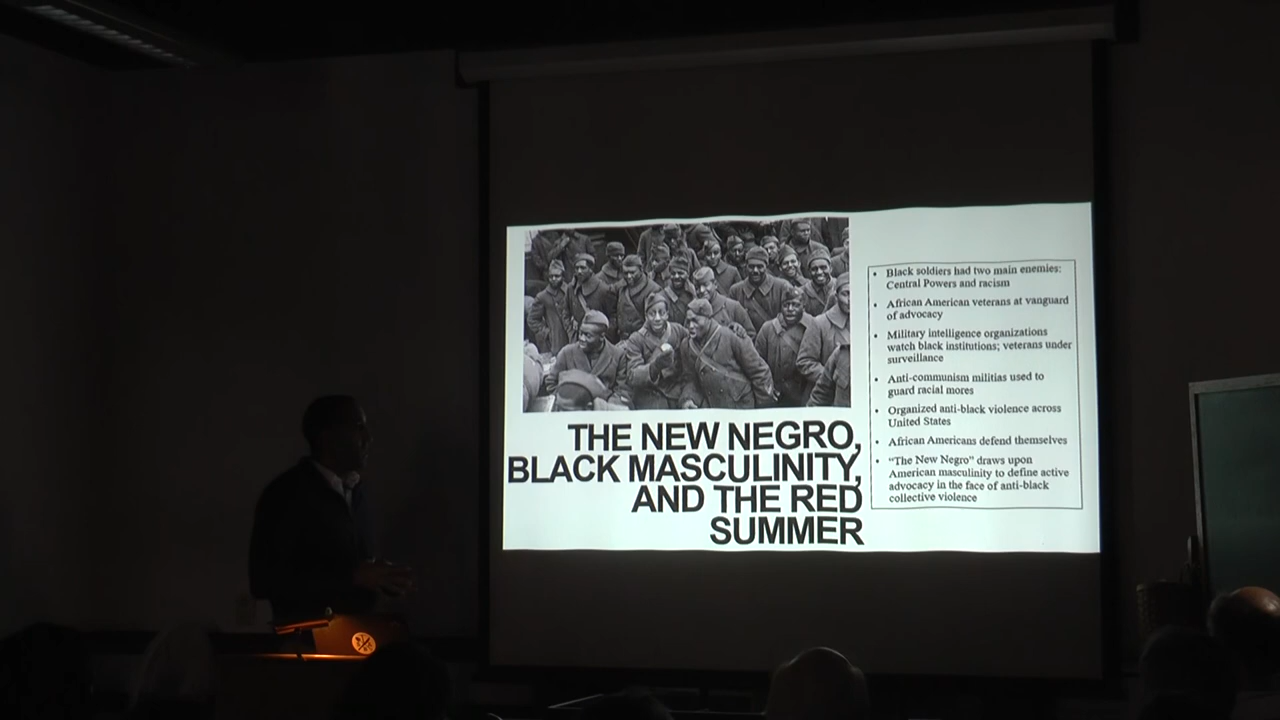 THE NEW NEGRO,
BLACK MASCULINITY,
AND THE RED
SUMMER
• Black soldiers had two main enemies:
Central Powers and racism
• African American veterans at vanguard
of advocacy
• Military intelligence organizations
watch black institutions; veterans under
surveillance
• Anti-communism militias used to
guard racial mores
• Organized anti-black violence across
United States
• African Americans defend themselves
• “The New Negro” draws upon
American masculinity to define active
advocacy in the face of anti-black
collective violence